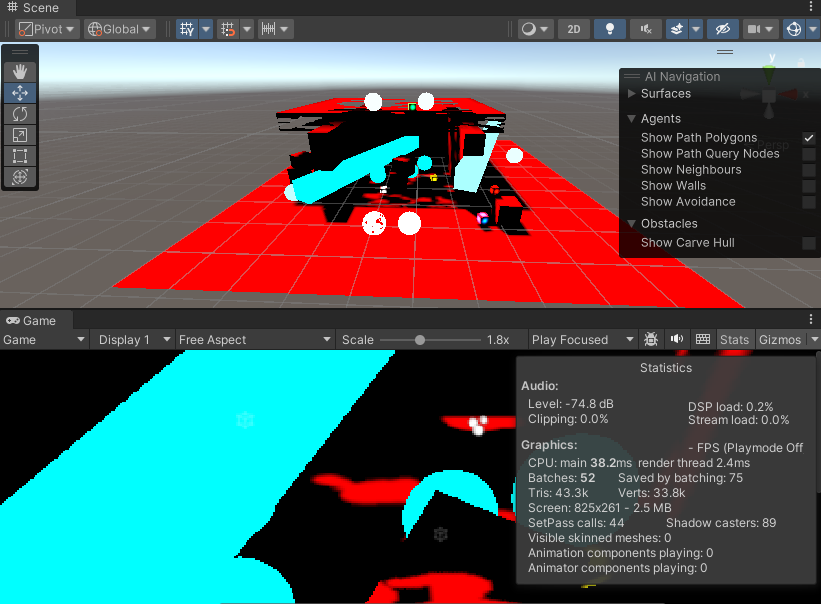 Scene
Pivot
Global
2D
AI Navigation
Surfaces
Agents
Show Path Polygons
Show Path Query Nodes
Show Neighbours
Show Walls
Show Avoidance
Obstacles
Show Carve Hull
y
Persp
Game
Game
Display 1
Free Aspect
Scale
1.8x
Play Focused
Stats
Gizmos
Statistics
Audio:
Level: -74.8 dB
DSP load: 0.2%
Clipping: 0.0%
Stream load: 0.0%
Graphics:
- FPS (Playmode Off
CPU: main 38.2ms render thread 2.4ms
Batches: 52
Saved by batching: 75
Tris: 43.3k
Verts: 33.8k
Screen: 825x261 - 2.5 MB
SetPass calls: 44
Shadow casters: 89
Visible skinned meshes: 0
Animation components playing: 0
Animator components playing: 0